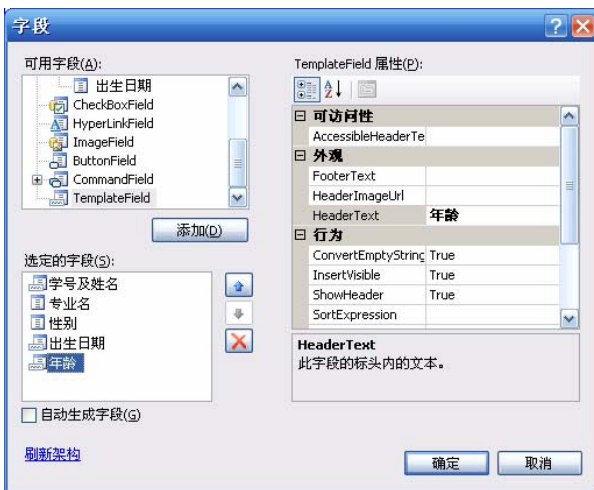 字段
可用字段(A):
出生日期
CheckBoxField
HyperLinkField
ImageField
ButtonField
CommandField
TemplateField
添加(D)
选定的字段(S):
学号及姓名
专业名
性别
出生日期
年龄
自动生成字段(G)
刷新架构
TemplateField 属性(P):
可访问性
AccessibleHeaderTe
外观
FooterText
HeaderImageUrl
HeaderText 年龄
行为
ConvertEmptyString True
InsertVisible True
ShowHeader True
SortExpression
HeaderText
此字段的标头内的文本。
确定 取消